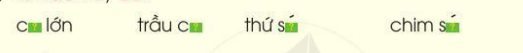 c? lớn trầu c? thứ s?́ chim s?́